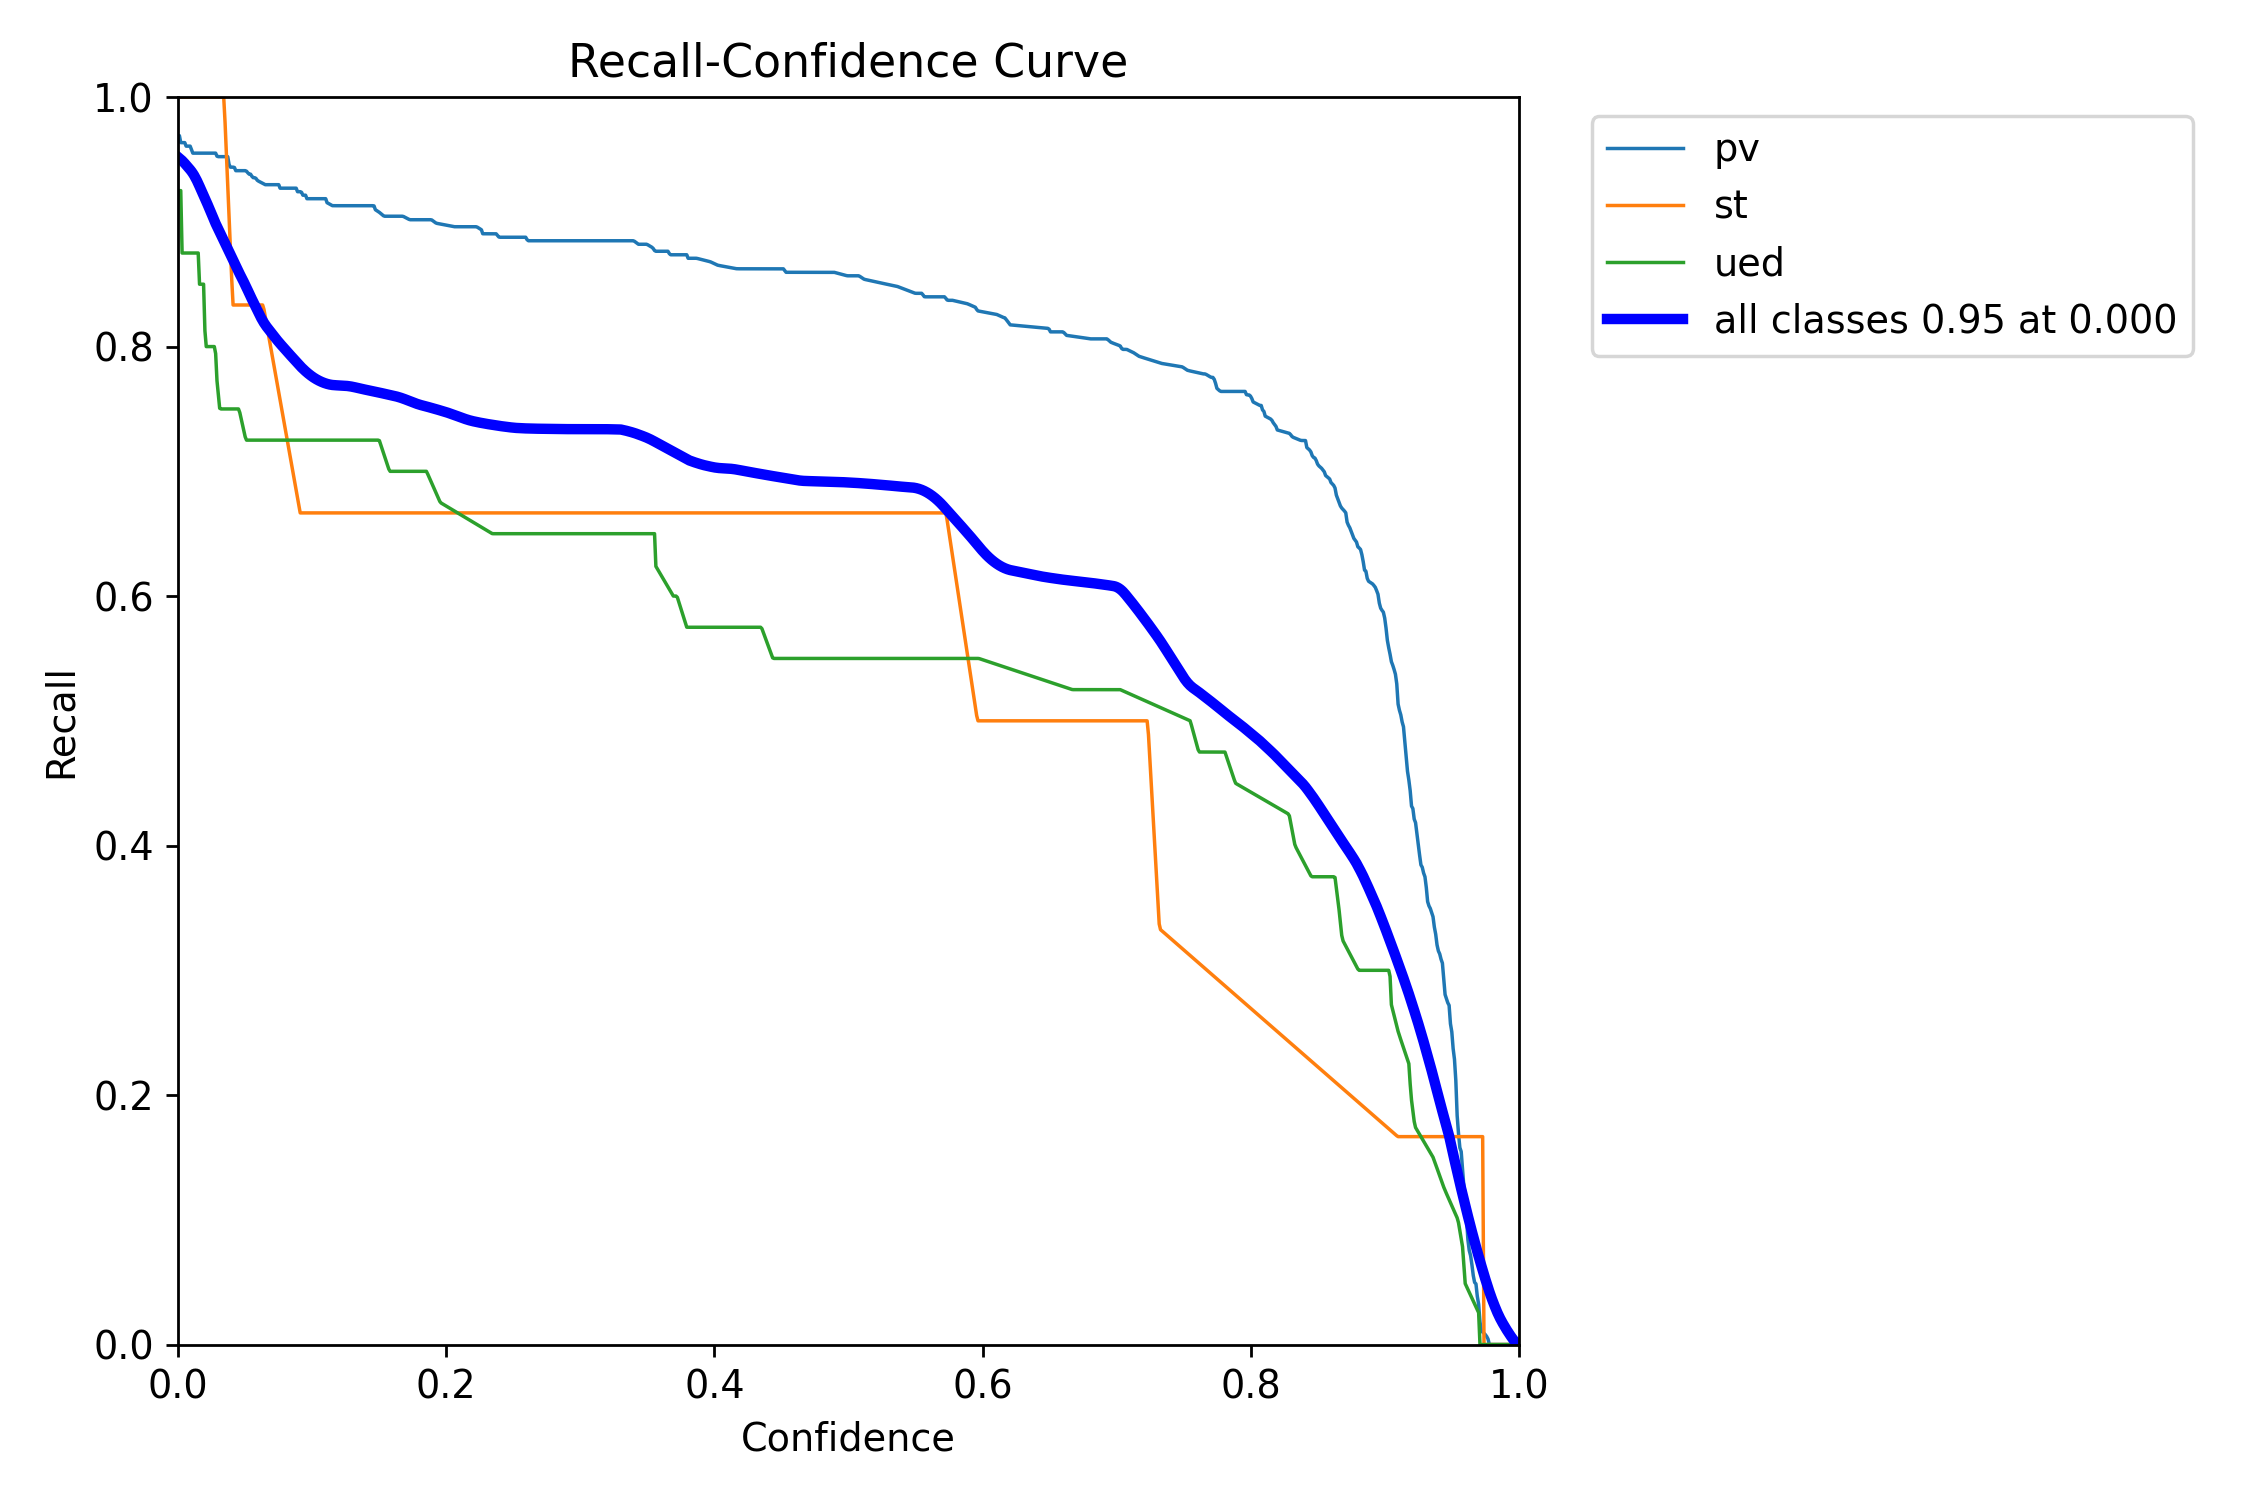 Recall-Confidence Curve
1.0
0.8
0.6
0.4
0.2
0.0
Recall
0.0 0.2 0.4 0.6 0.8 1.0
Confidence
pv
st
ued
all classes 0.95 at 0.000